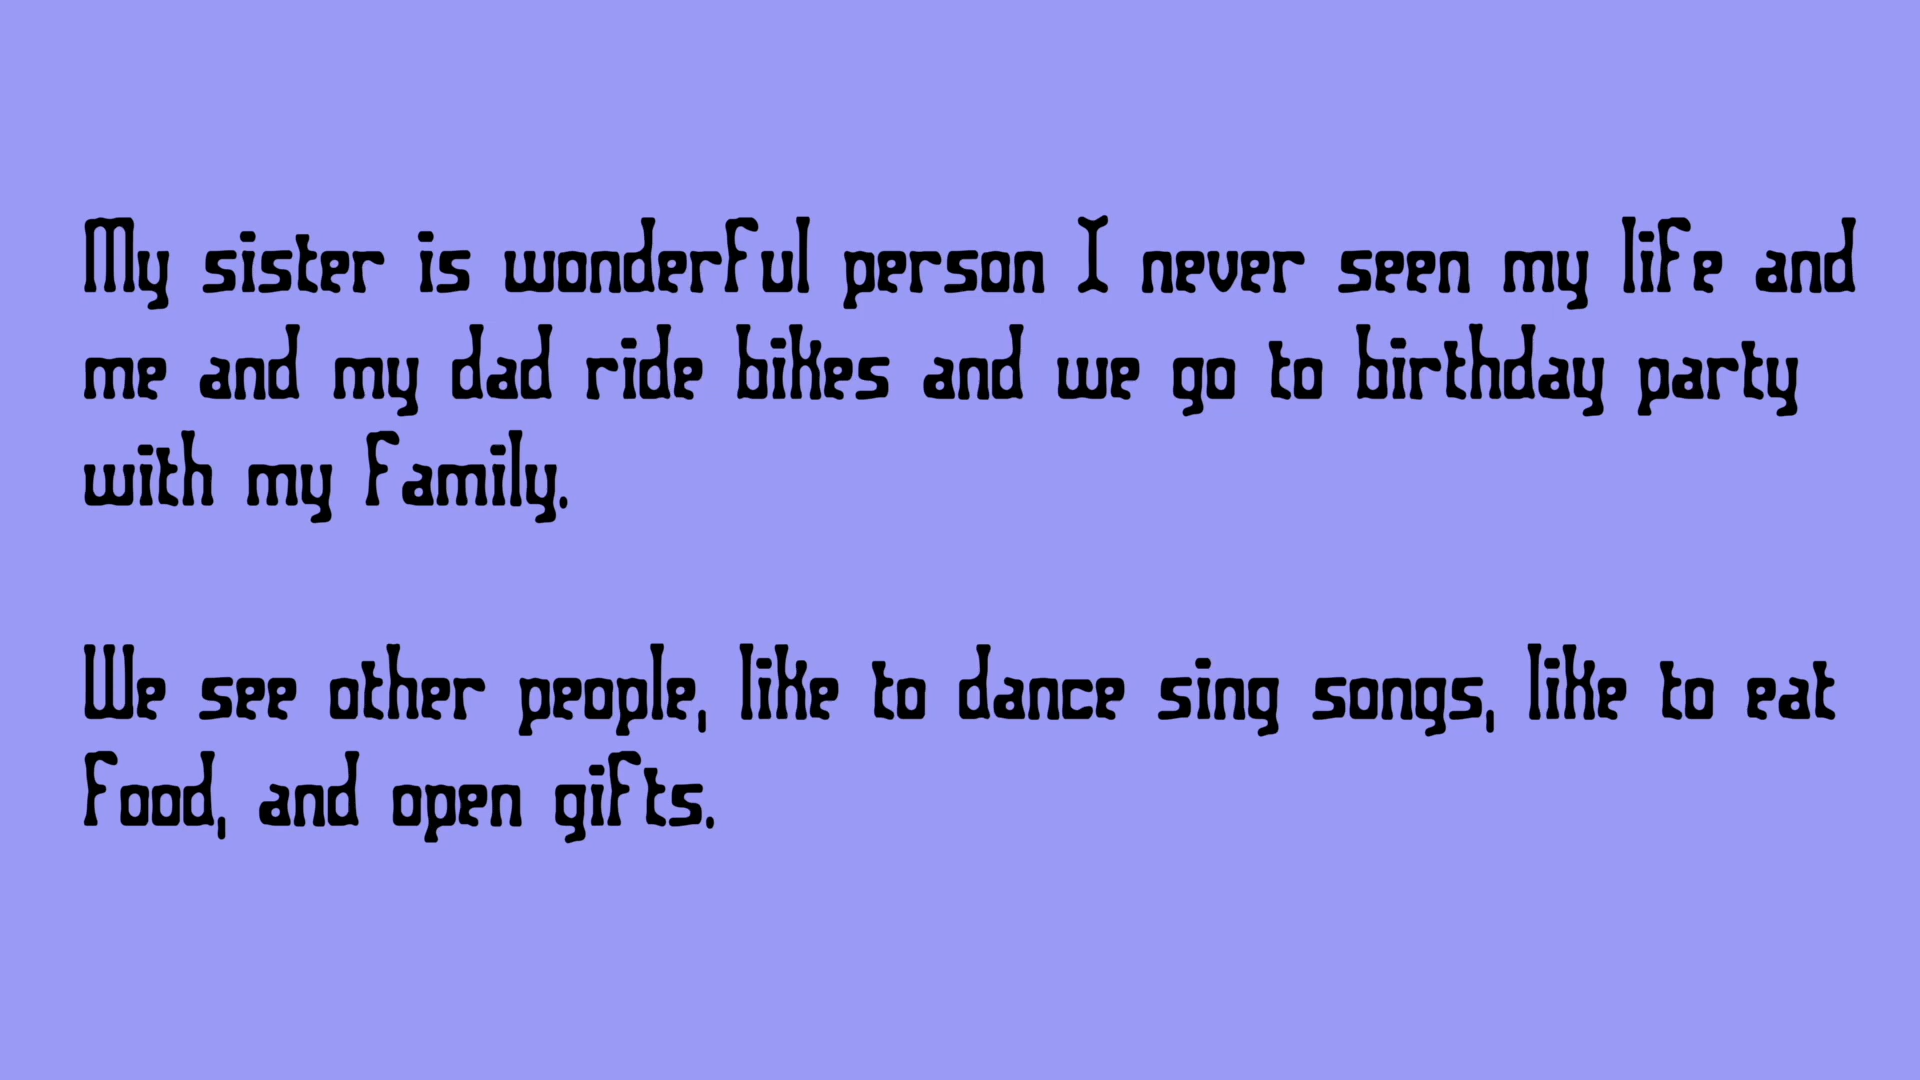 My sister is wonderful person I never seen my life and
me and my dad ride bikes and we go to birthday party
with my family.
We see other people, like to dance sing songs, like to eat
food, and open gifts.